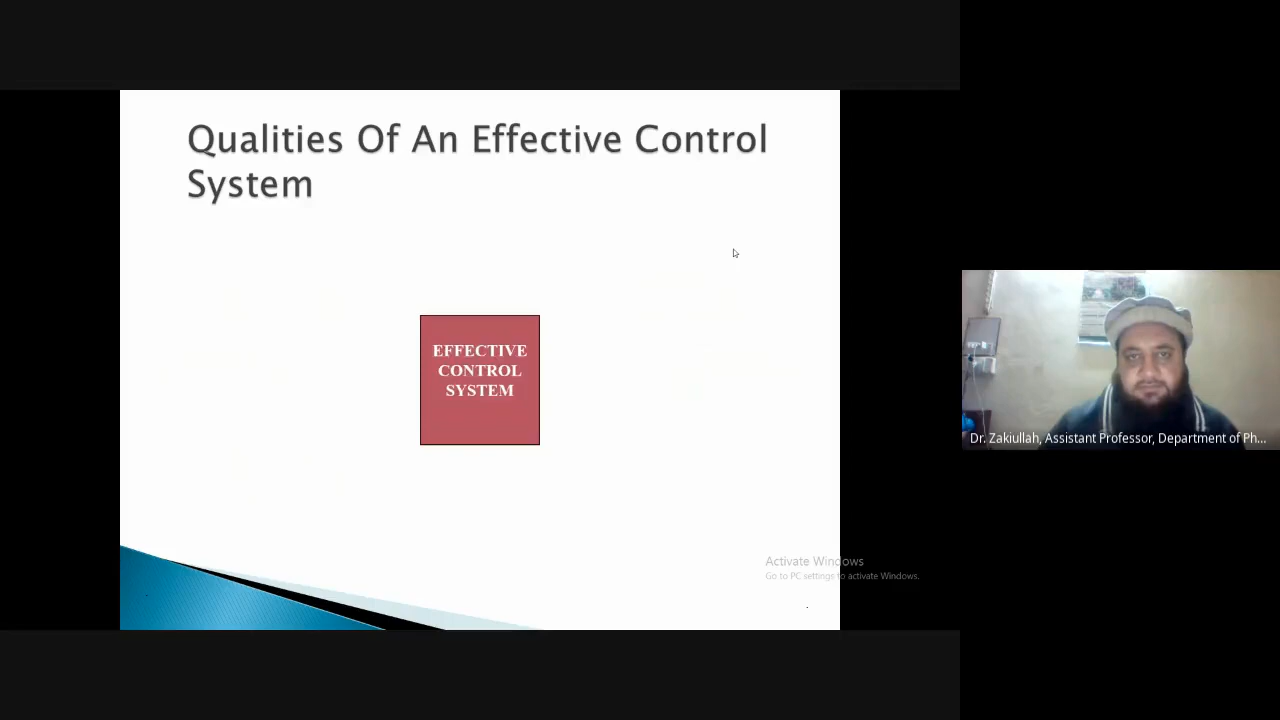 Qualities Of An Effective Control
System
EFFECTIVE
CONTROL
SYSTEM
Activate Windows
Go to PC settings to activate Windows.
Dr. Zakiullah, Assistant Professor, Department of Ph...